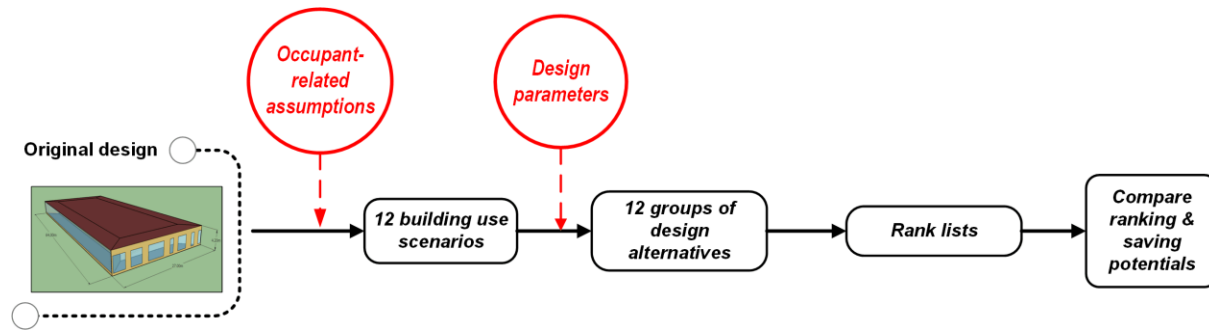 Occupant-
related
assumptions
Design
parameters
Original design
12 building use
scenarios
12 groups of
design
alternatives
Rank lists
Compare
ranking &
saving
potentials